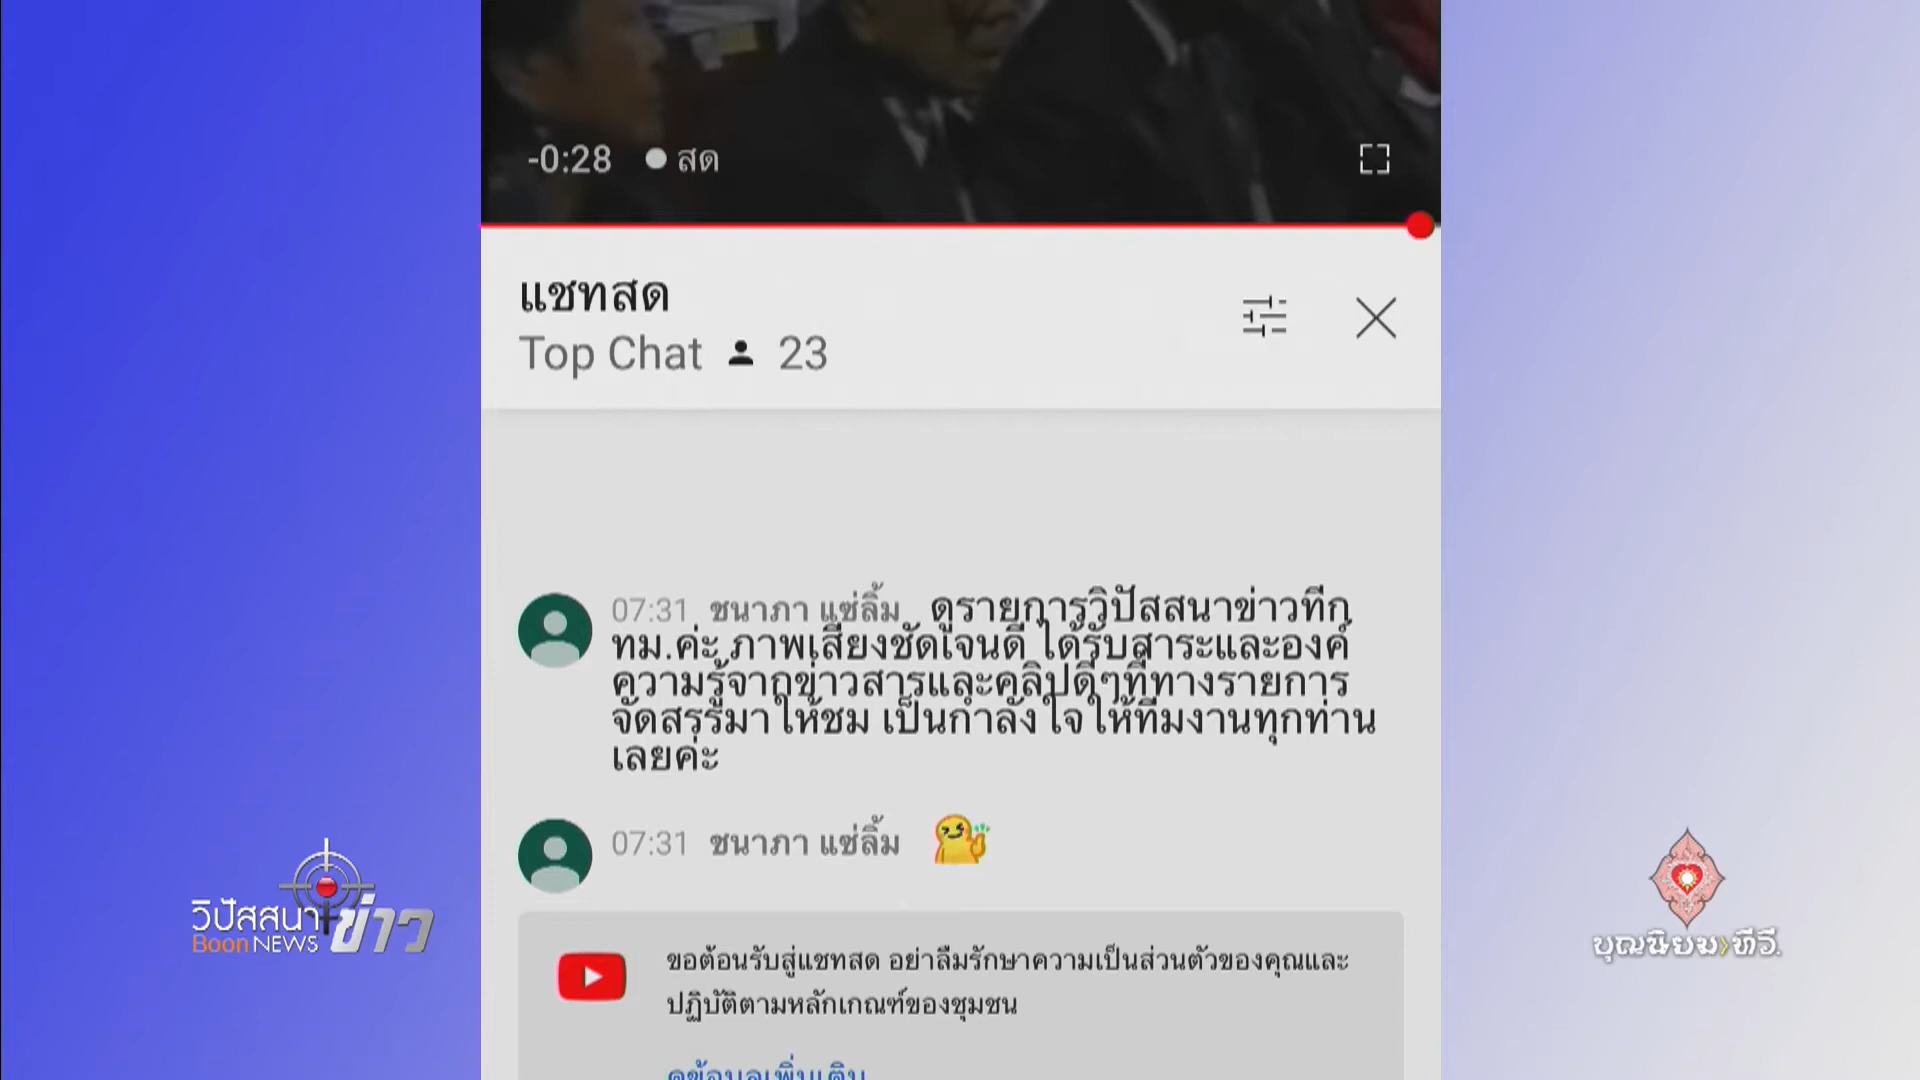 -0:28 สด
แชทสด
Top Chat 23
07:31 ชนาภา แซ่ลิ้ม ดูรายการวิปัสสนาข่าวที่ก
ทม.ค่ะ ภาพเสียงชัดเจนดี ได้รับสาระและองค์
ความรู้จากข่าวสารและคลิปดีๆที่ทางรายการ
จัดสรรมาให้ชม เป็นกำลังใจให้ทีมงานทุกท่าน
เลยค่ะ
07:31 ชนาภา แซ่ลิ้ม
ขอต้อนรับสู่แชทสด อย่าลืมรักษาความเป็นส่วนตัวของคุณและ
ปฏิบัติตามหลักเกณฑ์ของชุมชน
ดูข้อมูลเพิ่มเติม
วิปัสสนา ข่าว
Boon NEWS
บุญนิยม ทีวี